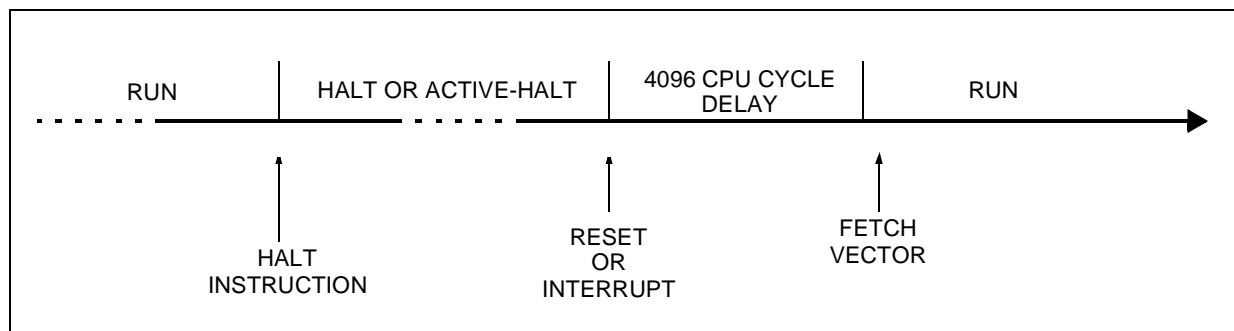 RUN
HALT OR ACTIVE-HALT
4096 CPU CYCLE
DELAY
RUN
HALT
INSTRUCTION
RESET
OR
INTERRUPT
FETCH
VECTOR